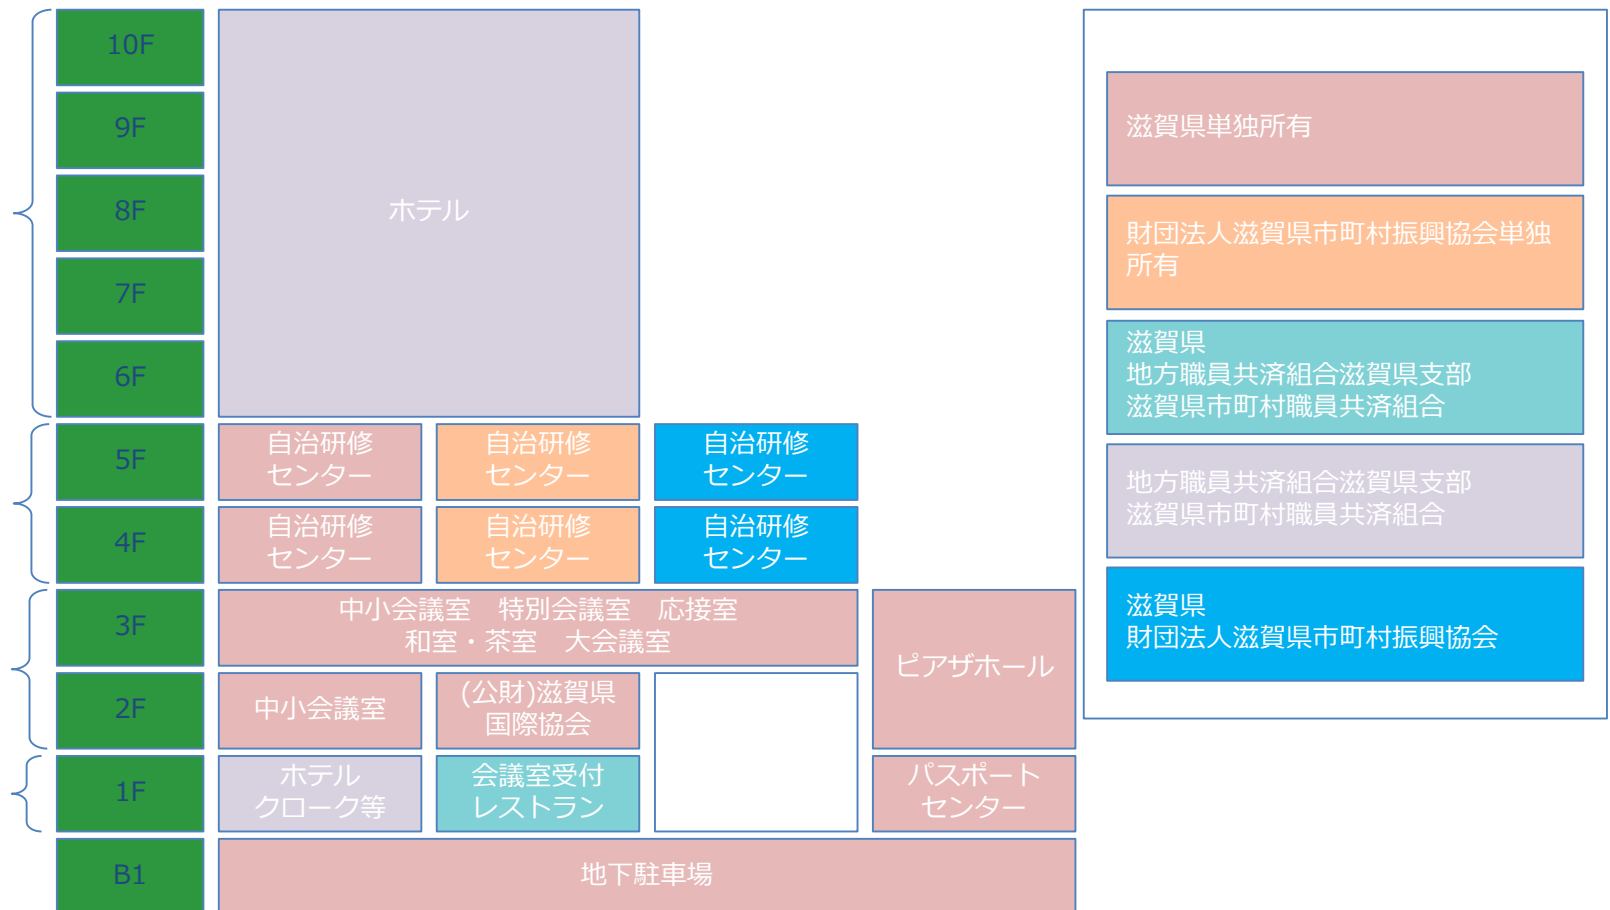 10F
9F
8F
7F
6F
ホテル
5F
自治研修
センター
自治研修
センター
自治研修
センター
4F
自治研修
センター
自治研修
センター
自治研修
センター
3F
中小会議室　特別会議室　応接室
和室・茶室　大会議室
ピアザホール
2F
中小会議室
(公財)滋賀県
国際協会
1F
ホテル
クローク等
会議室受付
レストラン
パスポート
センター
B1
地下駐車場
滋賀県単独所有
財団法人滋賀県市町村振興協会単独
所有
滋賀県
地方職員共済組合滋賀県支部
滋賀県市町村職員共済組合
地方職員共済組合滋賀県支部
滋賀県市町村職員共済組合
滋賀県
財団法人滋賀県市町村振興協会